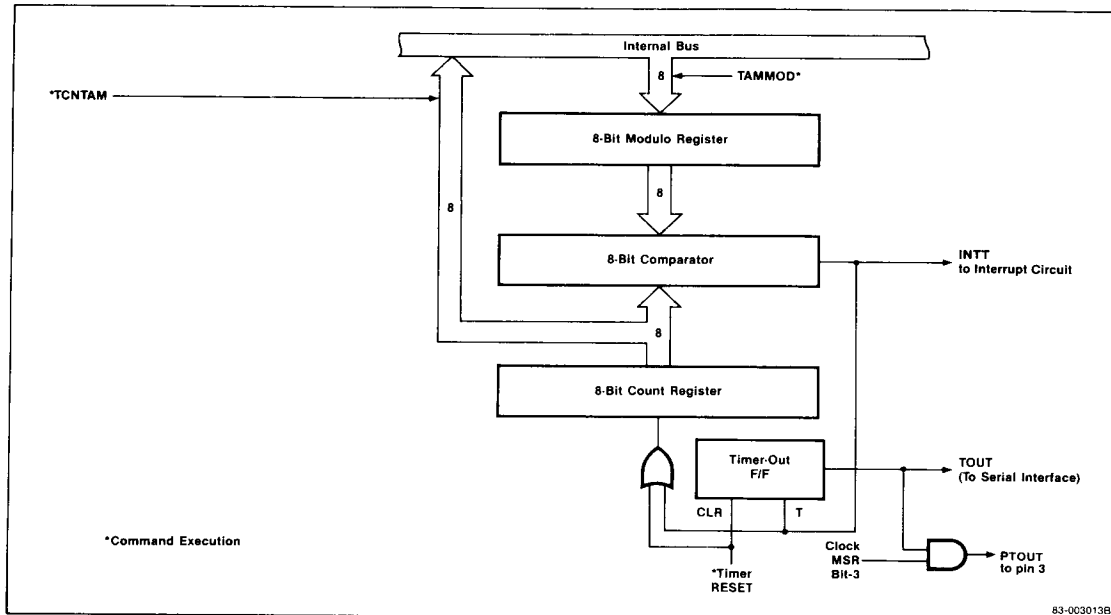 Internal Bus
8
TAMMOD*
*TCNTAM
8-Bit Modulo Register
8
8
8-Bit Comparator
INTT
to Interrupt Circuit
8
8-Bit Count Register
Timer-Out
F/F
TOUT
(To Serial Interface)
CLR
T
*Command Execution
Clock
MSR
Bit-3
PTOUT
to pin 3
*Timer
RESET
83-003013B